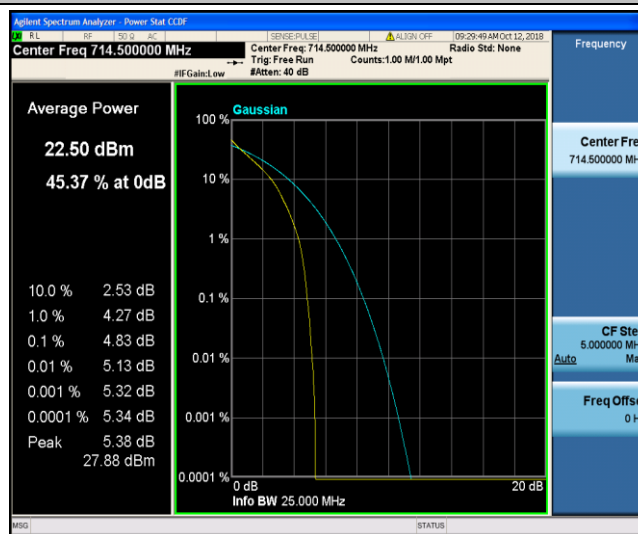 Agilent Spectrum Analyzer - Power Stat CCDF
RL RF 50 Ω AC SENSE:PULSE ALIGN OFF 09:29:49 AM Oct 12, 2018
Center Freq 714.500000 MHz
Center Freq: 714.500000 MHz Radio Std: None
Trig: Free Run Counts:1.00 M/1.00 Mpt
#IFGain:Low #Atten: 40 dB
Frequency
Average Power
22.50 dBm
45.37 % at 0dB
10.0 % 2.53 dB
1.0 % 4.27 dB
0.1 % 4.83 dB
0.01 % 5.13 dB
0.001 % 5.32 dB
0.0001 % 5.34 dB
Peak 5.38 dB
27.88 dBm
Gaussian
100 %
10 %
1 %
0.1 %
0.01 %
0.001 %
0.0001 %
0 dB 20 dB
Info BW 25.000 MHz
Center Fre
714.500000 MH
CF Ste
5.000000 MH
Auto Ma
Freq Offse
0 H
MSG STATUS